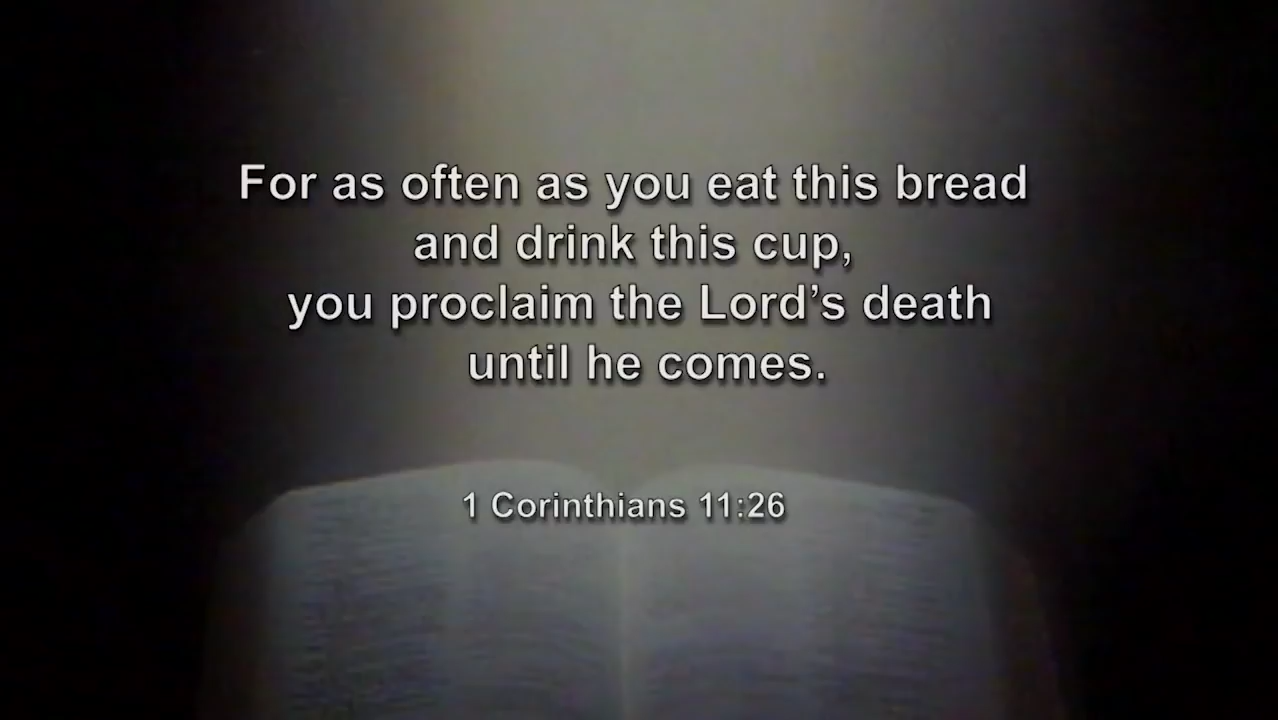 For as often as you eat this bread
and drink this cup,
you proclaim the Lord’s death
until he comes.
1 Corinthians 11:26